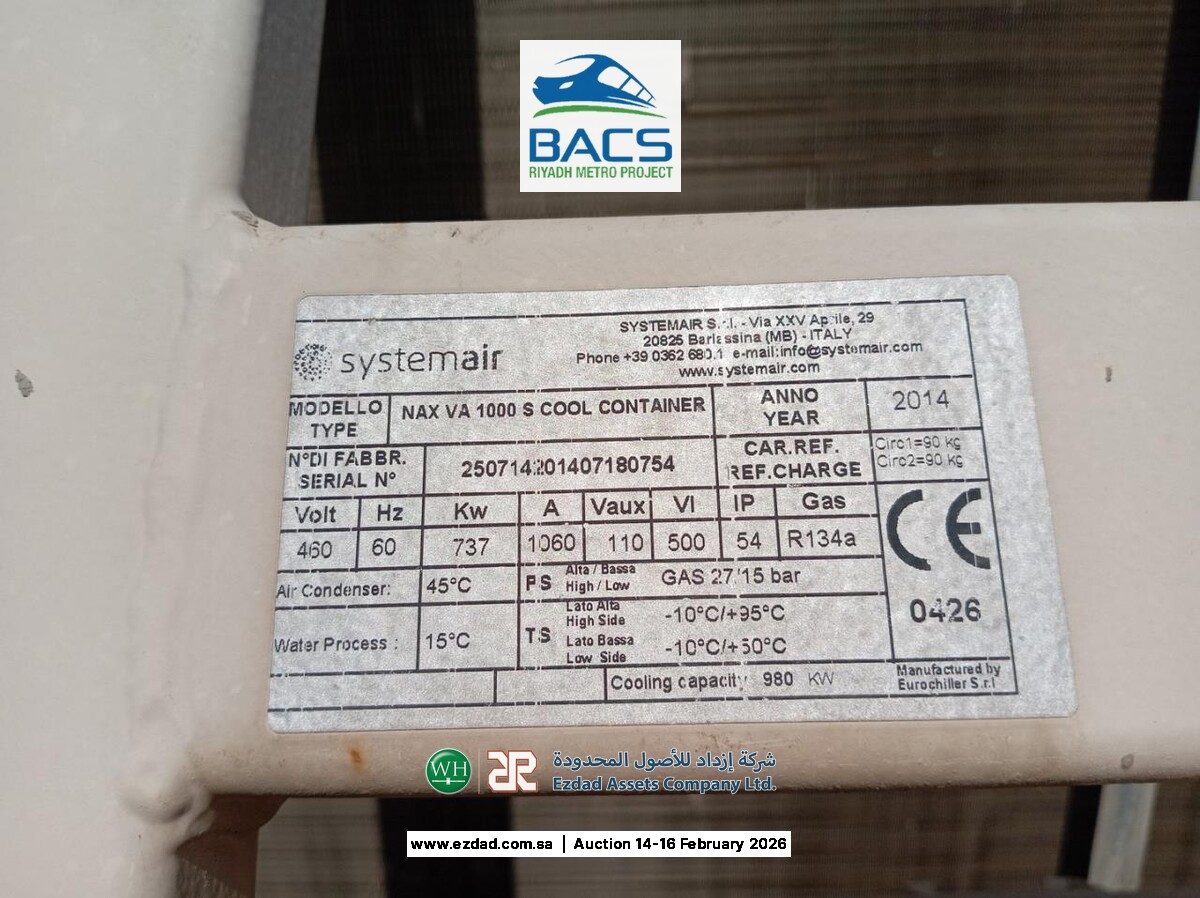 BACS
RIYADH METRO PROJECT
SYSTEMAIR S.r.l. - Via XXV Aprile, 29
20825 Barlassina (MB) - ITALY
Phone +39 0362 680.1 e-mail:info@systemair.com
www.systemair.com
systemair
MODELLO TYPE NAX VA 1000 S COOL CONTAINER ANNO YEAR 2014
N°DI FABBR. SERIAL N° 250714201407180754 CAR.REF. REF.CHARGE Circ1=90 kg Circ2=90 kg
Volt Hz Kw A Vaux VI IP Gas
460 60 737 1060 110 500 54 R134a
CE
0426
Air Condenser: 45°C PS Alta / Bassa High / Low GAS 27/15 bar
Water Process : 15°C TS Lato Alta High Side -10°C/+95°C
Lato Bassa Low Side -10°C/+50°C
Cooling capacity 980 KW
Manufactured by
Eurochiller S.r.l
WH
شركة إزداد للأصول المحدودة
Ezdad Assets Company Ltd.
www.ezdad.com.sa | Auction 14-16 February 2026